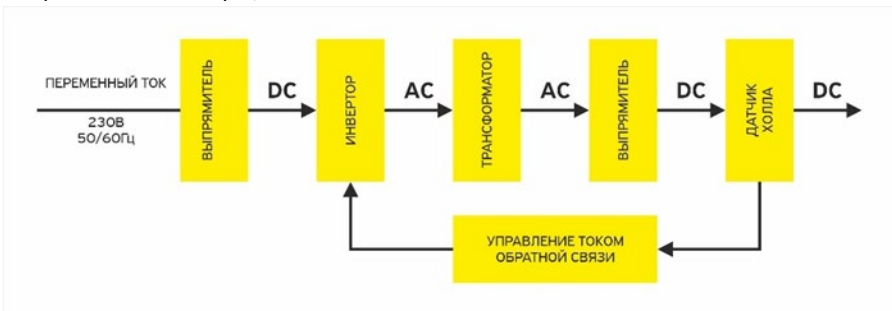 ПЕРЕМЕННЫЙ ТОК
230В
50/60Гц
ВЫПРЯМИТЕЛЬ
DC
ИНВЕРТОР
AC
ТРАНСФОРМАТОР
AC
ВЫПРЯМИТЕЛЬ
DC
ДАТЧИК
ХОЛЛА
DC
УПРАВЛЕНИЕ ТОКОМ
ОБРАТНОЙ СВЯЗИ